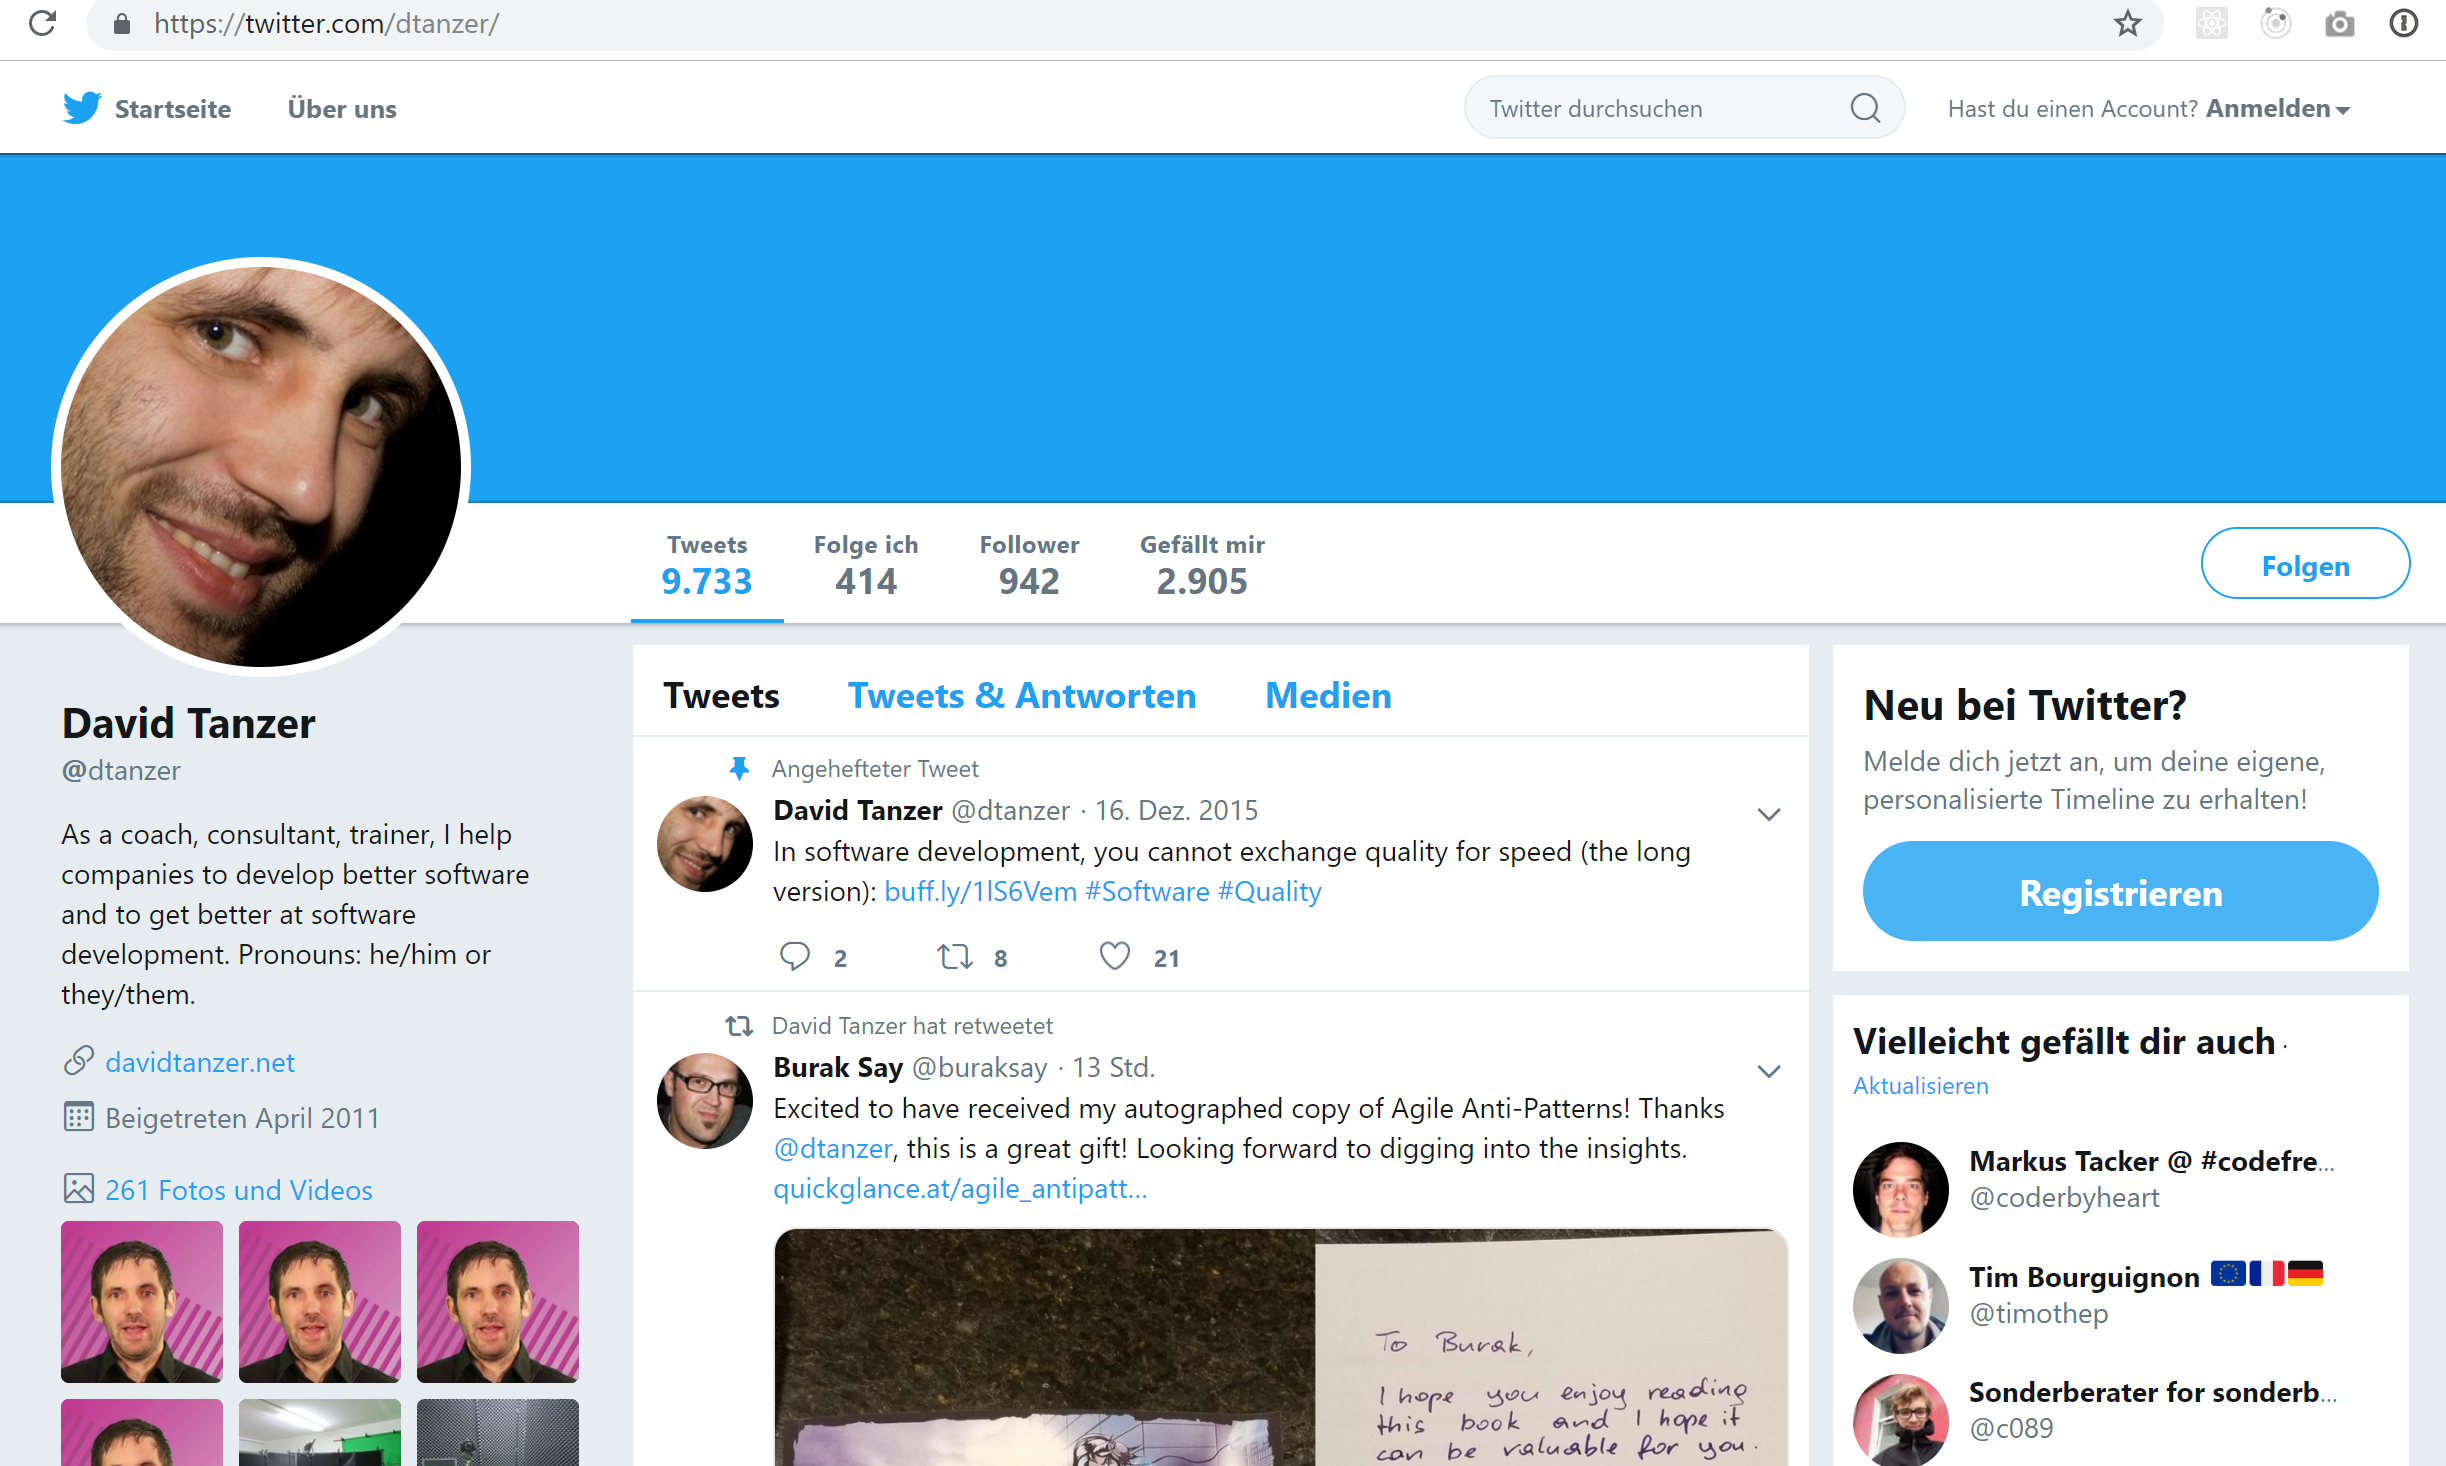 https://twitter.com/dtanzer/
Startseite
Über uns
Twitter durchsuchen
Hast du einen Account? Anmelden
Tweets
9.733
Folge ich
414
Follower
942
Gefällt mir
2.905
Folgen
David Tanzer
@dtanzer
As a coach, consultant, trainer, I help
companies to develop better software
and to get better at software
development. Pronouns: he/him or
they/them.
davidtanzer.net
Beigetreten April 2011
261 Fotos und Videos
Tweets
Tweets & Antworten
Medien
Angehefteter Tweet
David Tanzer @dtanzer · 16. Dez. 2015
In software development, you cannot exchange quality for speed (the long
version): buff.ly/1lS6Vem #Software #Quality
2
8
21
David Tanzer hat retweetet
Burak Say @buraksay · 13 Std.
Excited to have received my autographed copy of Agile Anti-Patterns! Thanks
@dtanzer, this is a great gift! Looking forward to digging into the insights.
quickglance.at/agile_antipatt...
To Burak,
I hope you enjoy reading
this book and I hope it
can be valuable for you.
Neu bei Twitter?
Melde dich jetzt an, um deine eigene,
personalisierte Timeline zu erhalten!
Registrieren
Vielleicht gefällt dir auch ·
Aktualisieren
Markus Tacker @ #codefre...
@coderbyheart
Tim Bourguignon
@timothep
Sonderberater for sonderb...
@c089